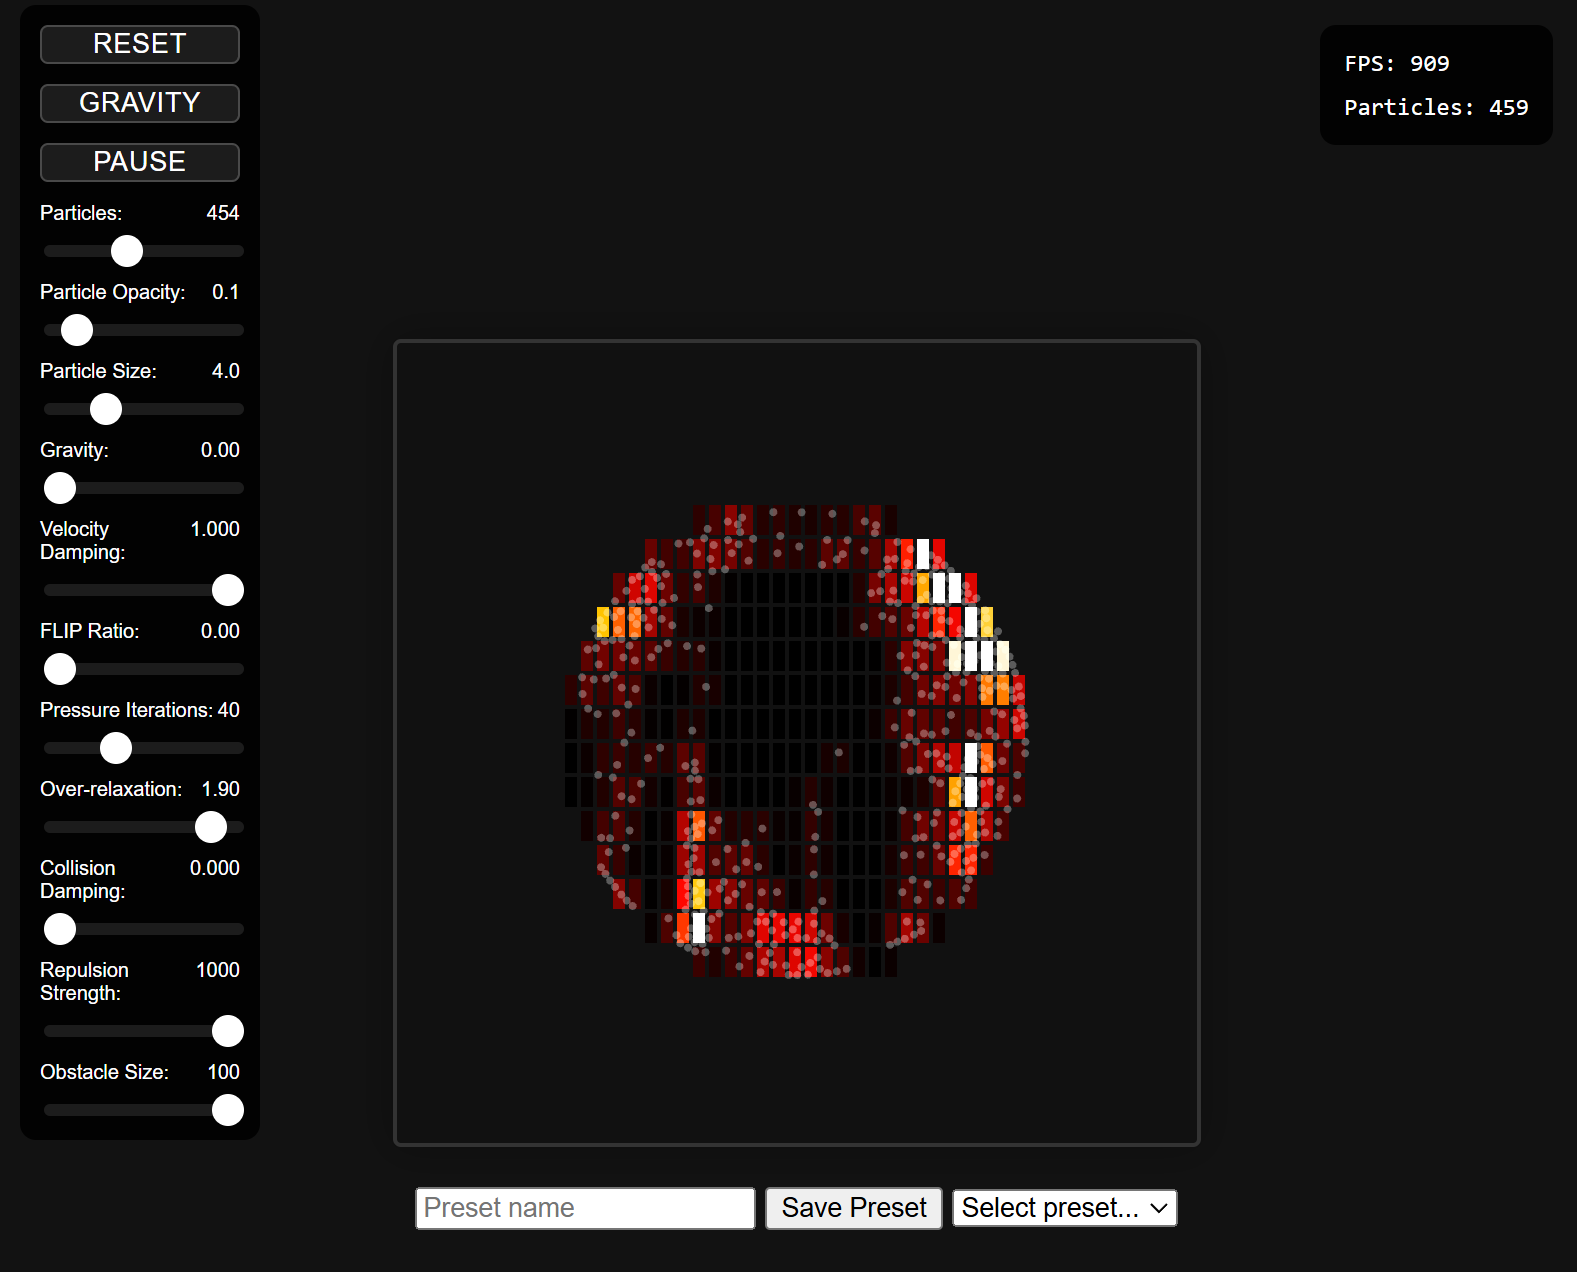 RESET
GRAVITY
PAUSE
Particles: 454
Particle Opacity: 0.1
Particle Size: 4.0
Gravity: 0.00
Velocity Damping: 1.000
FLIP Ratio: 0.00
Pressure Iterations: 40
Over-relaxation: 1.90
Collision Damping: 0.000
Repulsion Strength: 1000
Obstacle Size: 100
FPS: 909
Particles: 459
Preset name Save Preset Select preset...